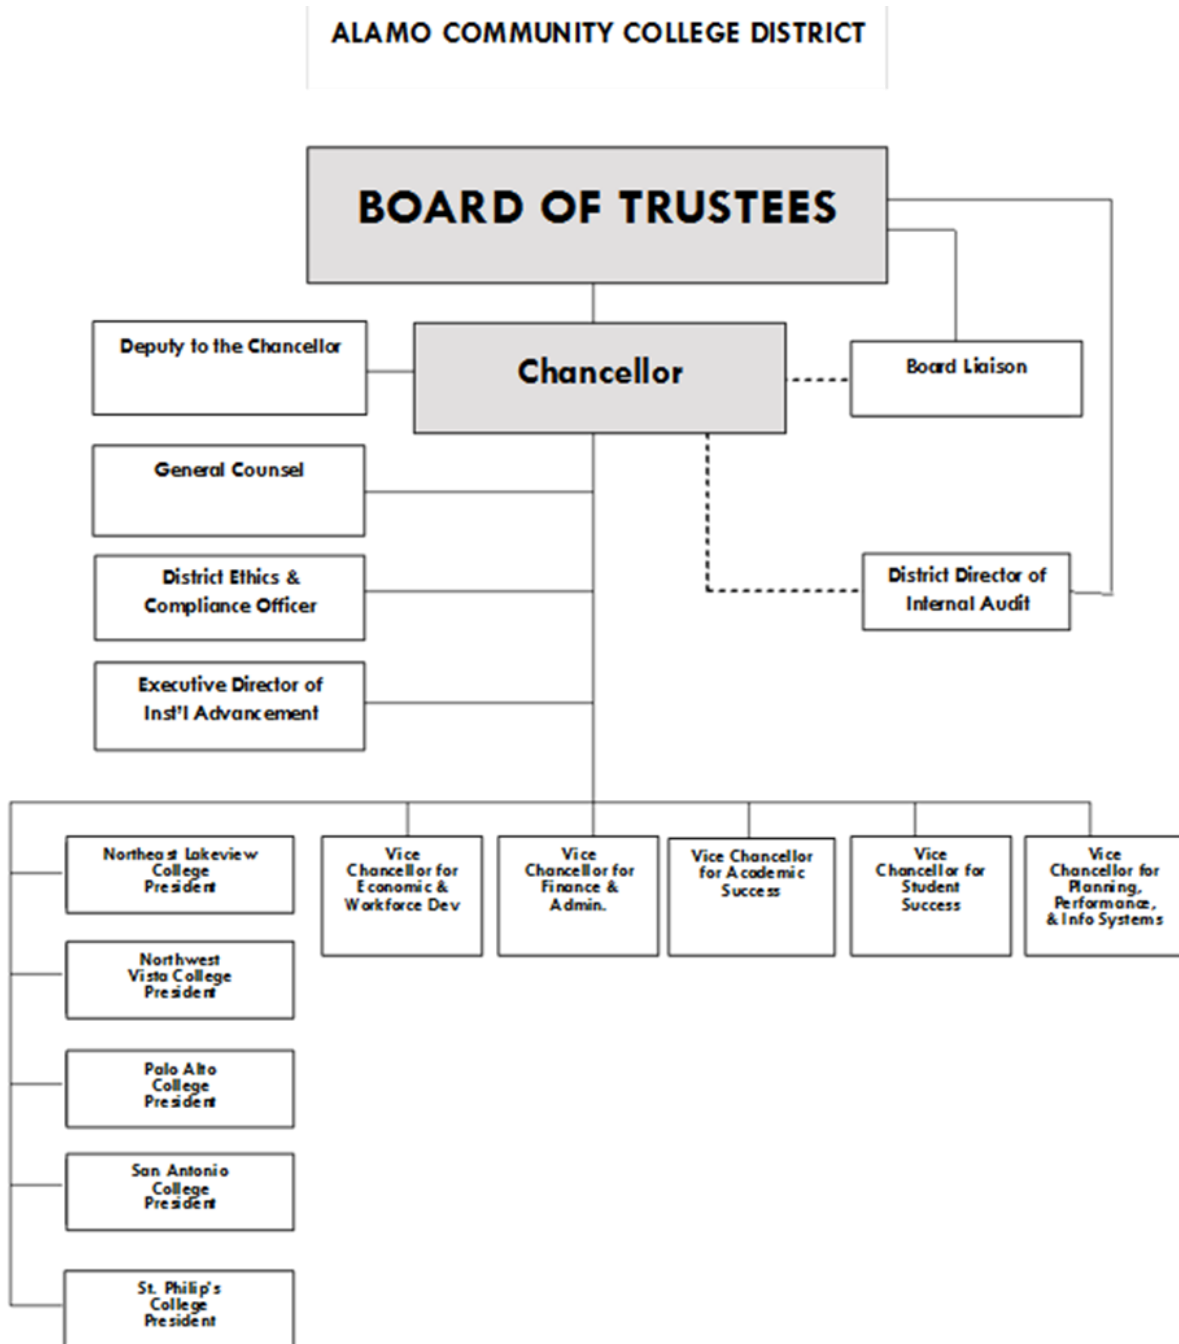 ALAMO COMMUNITY COLLEGE DISTRICT
BOARD OF TRUSTEES
Deputy to the Chancellor
Chancellor
Board Liaison
General Counsel
District Ethics &
Compliance Officer
District Director of
Internal Audit
Executive Director of
Inst'l Advancement
Northeast Lakeview
College
President
Vice
Chancellor for
Economic &
Workforce Dev
Vice
Chancellor for
Finance &
Admin.
Vice Chancellor
for Academic
Success
Vice
Chancellor for
Student
Success
Vice
Chancellor for
Planning,
Performance,
& Info Systems
Northwest
Vista College
President
Palo Alto
College
President
San Antonio
College
President
St. Philip's
College
President